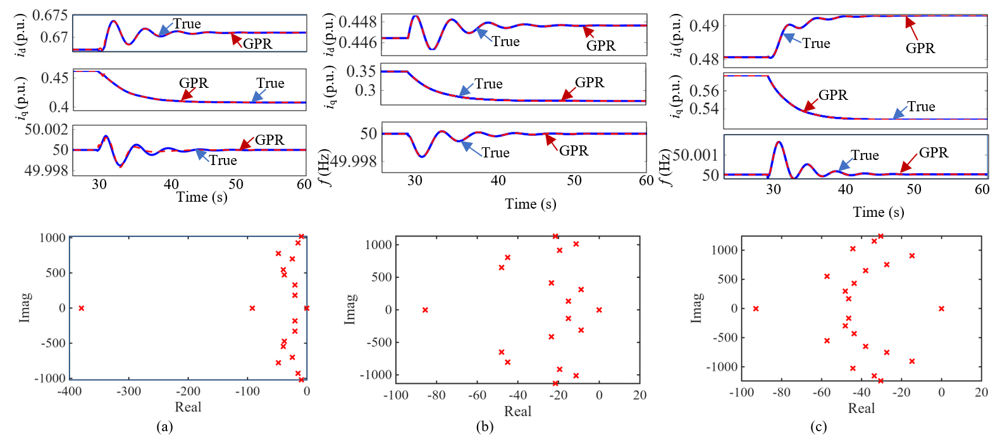 0.675
0.67
i_d (p.u.)
True
GPR
0.45
0.4
i_q (p.u.)
GPR
True
50.002
50
49.998
GPR
True
30 40 50 60
Time (s)
0.448
0.446
i_d (p.u.)
True
GPR
0.35
0.3
i_q (p.u.)
True
GPR
50
49.998
f (Hz)
True
GPR
30 40 50 60
Time (s)
0.49
0.48
i_d (p.u.)
True
GPR
0.56
0.54
i_q (p.u.)
GPR
True
50.001
50
f (Hz)
True
GPR
30 40 50 60
Time (s)
1000
500
0
-500
-1000
Imag
-400 -300 -200 -100 0
Real
(a)
1000
500
0
-500
-1000
Imag
-100 -80 -60 -40 -20 0 20
Real
(b)
1000
500
0
-500
-1000
Imag
-100 -80 -60 -40 -20 0 20
Real
(c)